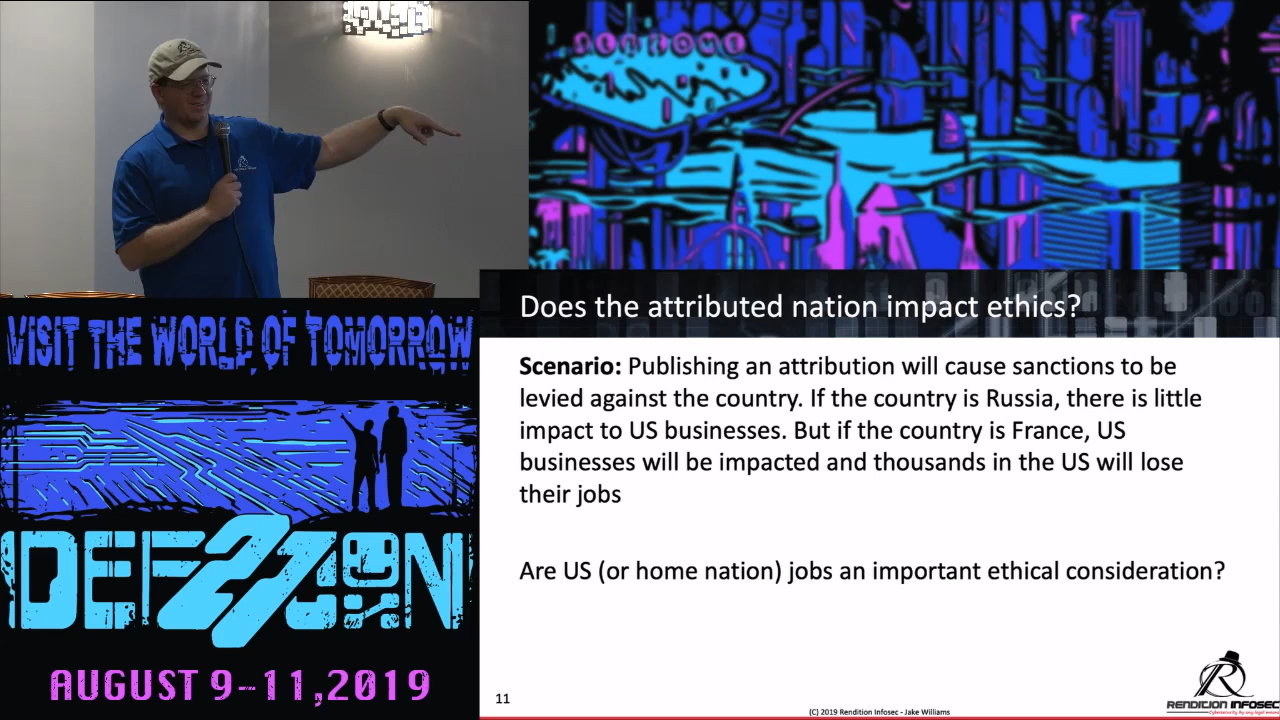 WELCOME
VISIT THE WORLD OF TOMORROW
DEF CON
27
AUGUST 9-11,2019
Does the attributed nation impact ethics?
Scenario: Publishing an attribution will cause sanctions to be
levied against the country. If the country is Russia, there is little
impact to US businesses. But if the country is France, US
businesses will be impacted and thousands in the US will lose
their jobs
Are US (or home nation) jobs an important ethical consideration?
11
(C) 2019 Rendition Infosec - Jake Williams
R
RENDITION INFOSEC